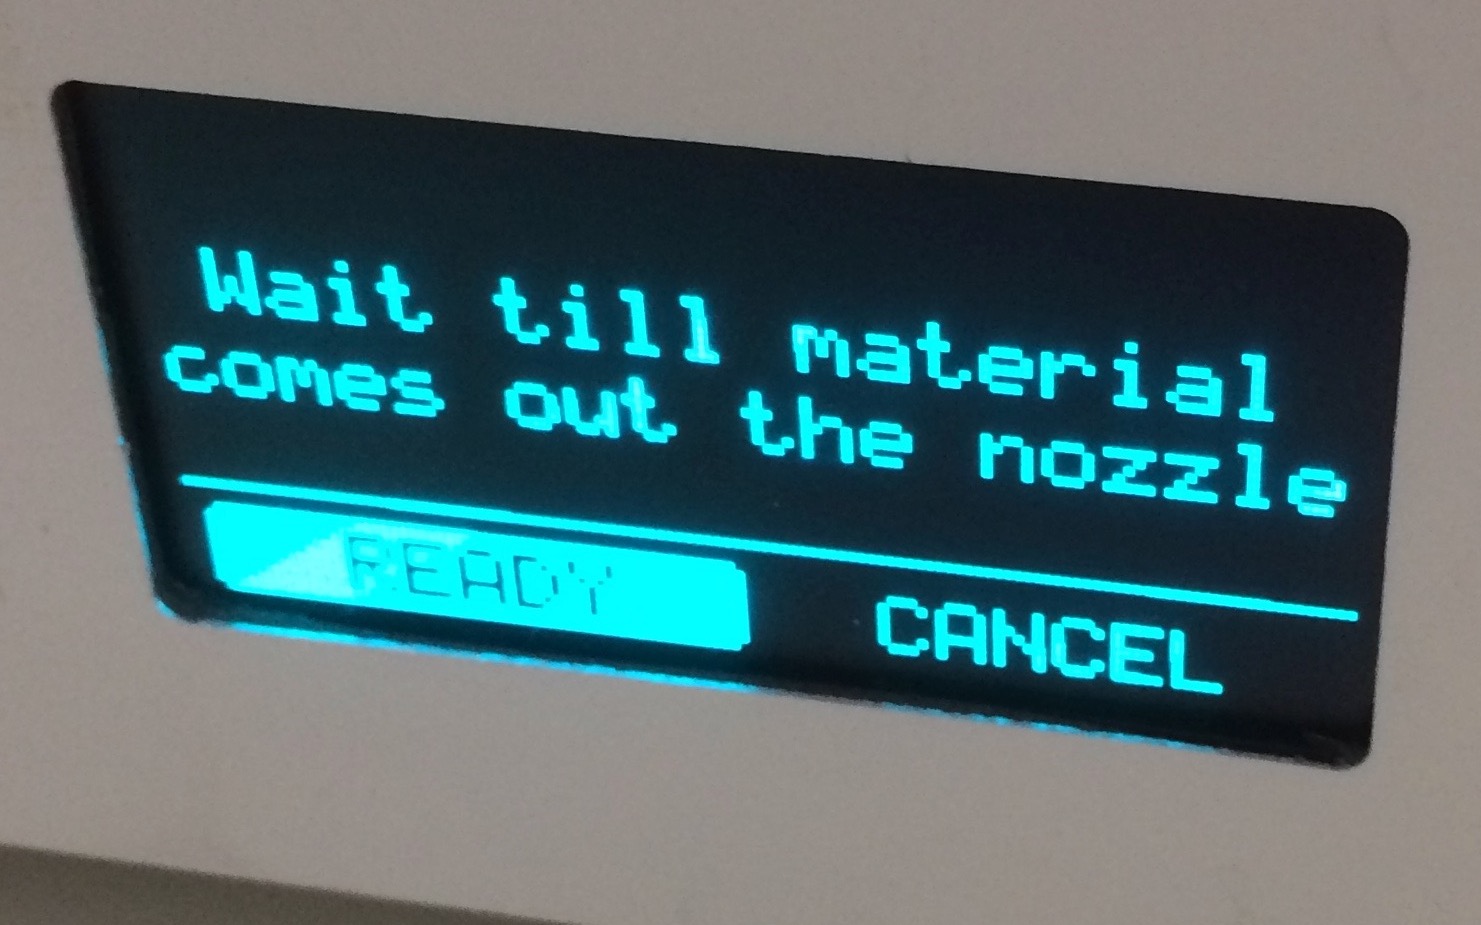 Wait till material
comes out the nozzle
READY CANCEL